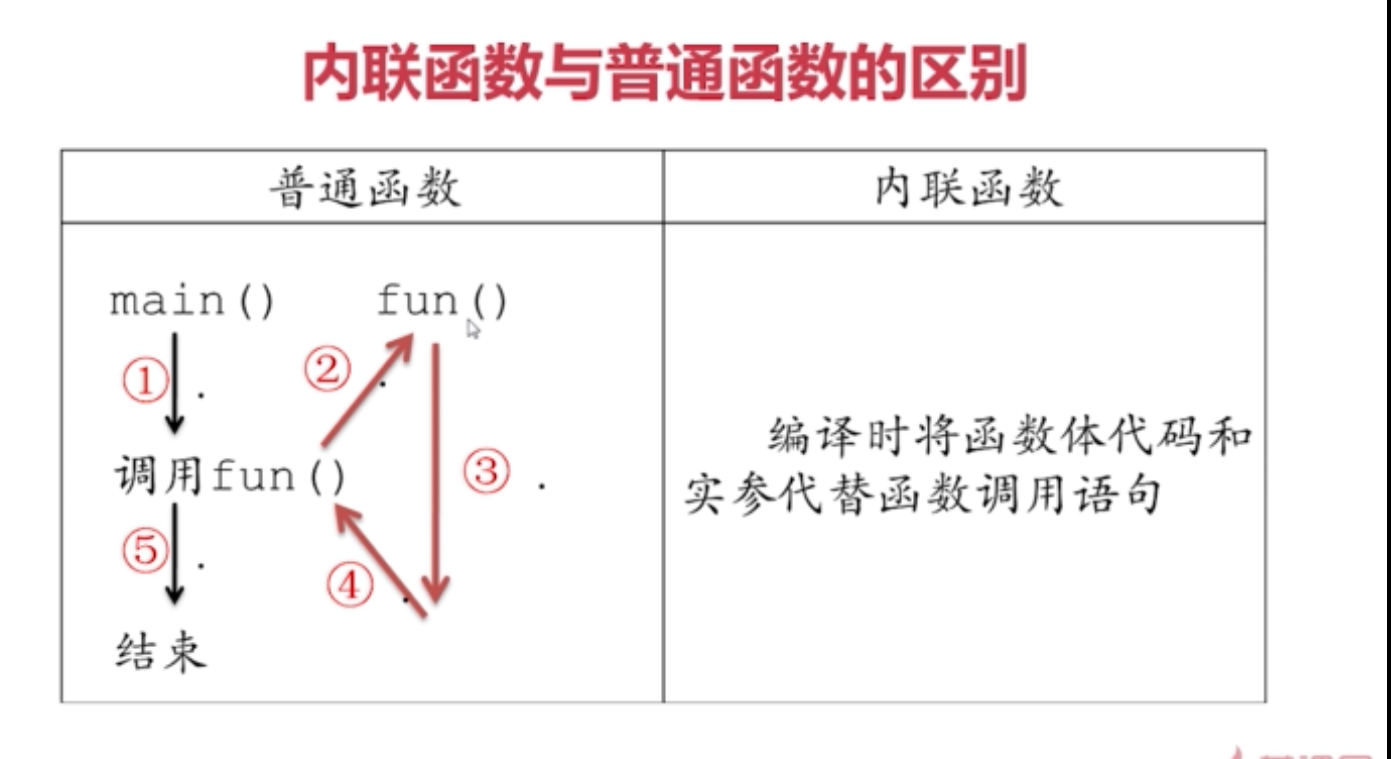 内联函数与普通函数的区别
普通函数 内联函数
main() fun()
① ②
调用fun() ③
编译时将函数体代码和
实参代替函数调用语句
⑤ ④
结束